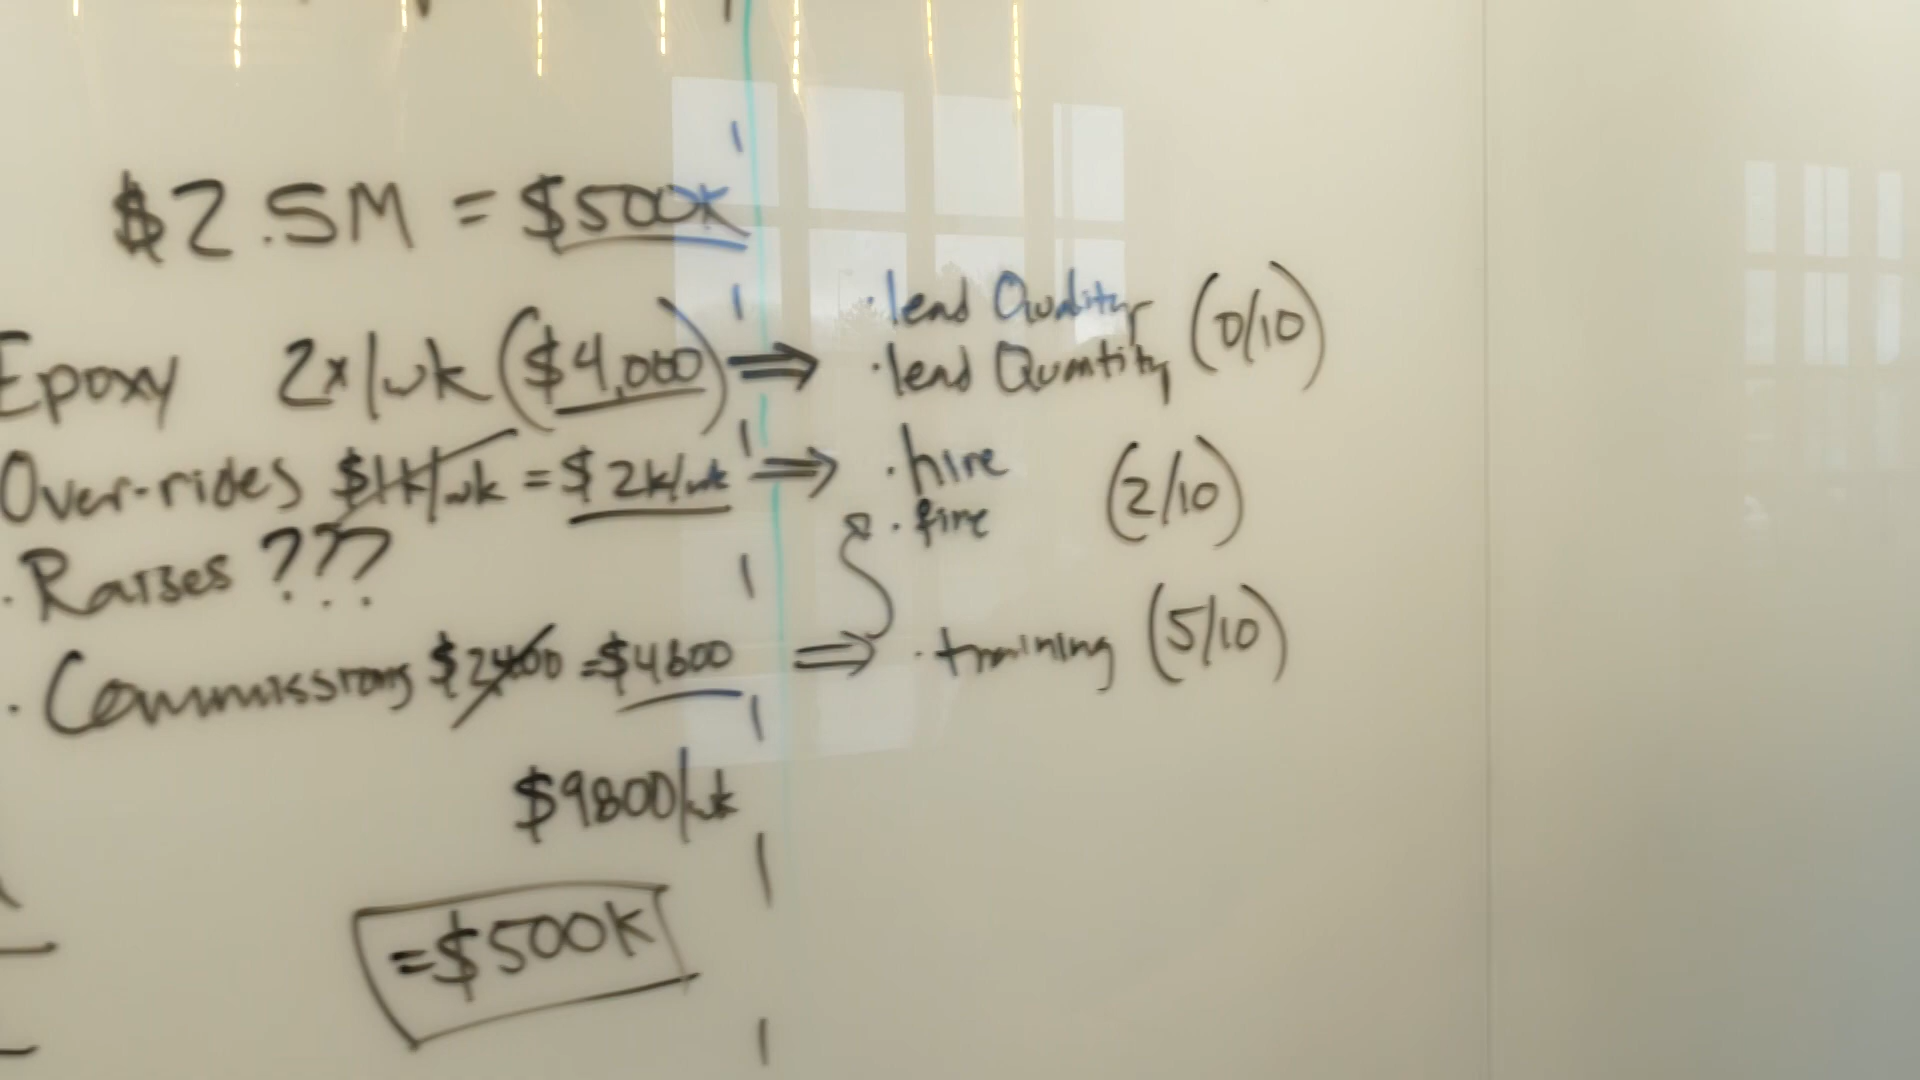 $2.5M = $500k
· lead Quality
Epoxy 2x/wk ($4,000) ⇒ · lead Quantity (0/10)
Over-rides $1k/wk = $2k/wk ⇒ · hire
· fire (2/10)
· Raises ???
· Commissions $2400 = $4600 ⇒ · training (5/10)
$9800/wk
= $500k